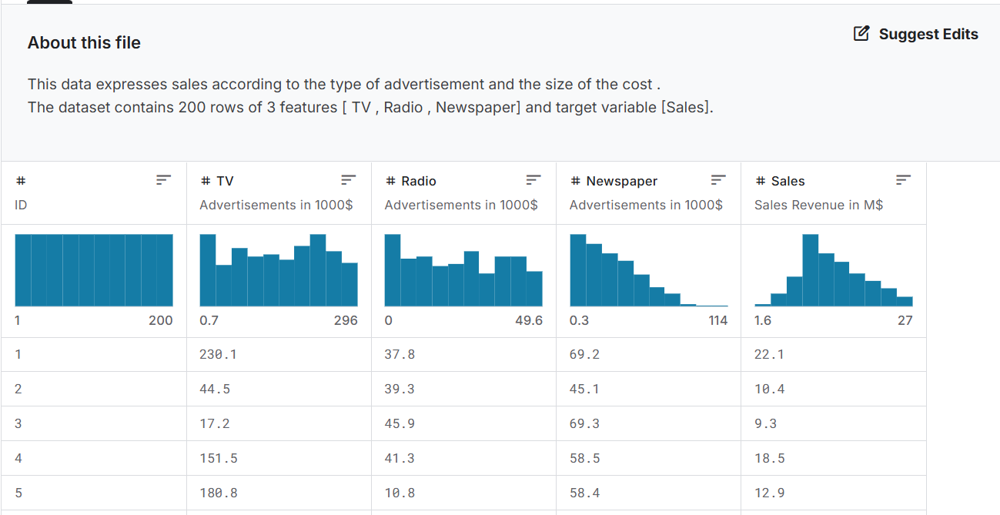 About this file
Suggest Edits
This data expresses sales according to the type of advertisement and the size of the cost .
The dataset contains 200 rows of 3 features [ TV , Radio , Newspaper] and target variable [Sales].
# # TV # Radio # Newspaper # Sales
ID Advertisements in 1000$ Advertisements in 1000$ Advertisements in 1000$ Sales Revenue in M$
1 200 0.7 296 0 49.6 0.3 114 1.6 27
1 230.1 37.8 69.2 22.1
2 44.5 39.3 45.1 10.4
3 17.2 45.9 69.3 9.3
4 151.5 41.3 58.5 18.5
5 180.8 10.8 58.4 12.9